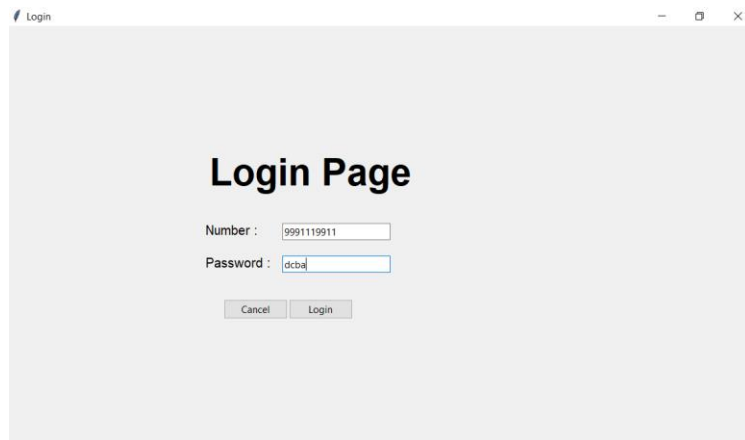 Login
Login Page
Number : 9991119911
Password : dcba
Cancel Login